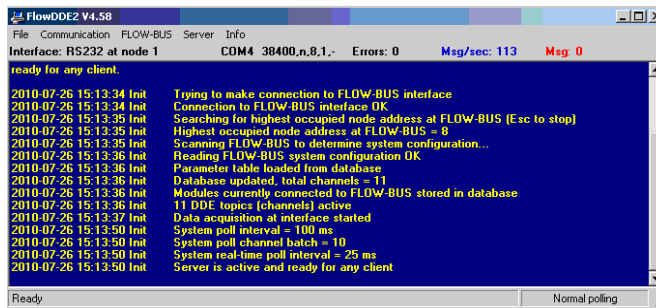 FlowDDE2 V4.58
File Communication FLOW-BUS Server Info
Interface: RS232 at node 1 COM4 38400,n,8,1,- Errors: 0 Msg/sec: 113 Msg: 0
ready for any client.
2010-07-26 15:13:34 Init Trying to make connection to FLOW-BUS interface
2010-07-26 15:13:34 Init Connection to FLOW-BUS interface OK
2010-07-26 15:13:35 Init Searching for highest occupied node address at FLOW-BUS (Esc to stop)
2010-07-26 15:13:35 Init Highest occupied node address at FLOW-BUS = 8
2010-07-26 15:13:35 Init Scanning FLOW-BUS to determine system configuration...
2010-07-26 15:13:36 Init Reading FLOW-BUS system configuration OK
2010-07-26 15:13:36 Init Parameter table loaded from database
2010-07-26 15:13:36 Init Database updated, total channels = 11
2010-07-26 15:13:36 Init Modules currently connected to FLOW-BUS stored in database
2010-07-26 15:13:36 Init 11 DDE topics (channels) active
2010-07-26 15:13:37 Init Data acquisition at interface started
2010-07-26 15:13:50 Init System poll interval = 100 ms
2010-07-26 15:13:50 Init System poll channel batch = 10
2010-07-26 15:13:50 Init System real-time poll interval = 25 ms
2010-07-26 15:13:50 Init Server is active and ready for any client
Ready Normal polling